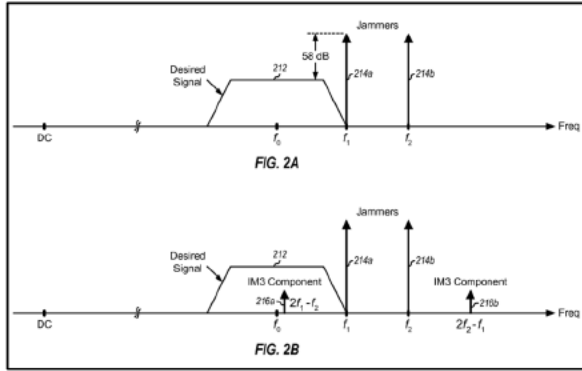 Jammers
58 dB
Desired Signal
212
214a
214b
DC
f₀
f₁
f₂
Freq
FIG. 2A
Jammers
Desired Signal
212
214a
214b
IM3 Component
216a
2f₁ - f₂
IM3 Component
216b
DC
f₀
f₁
f₂
2f₂ - f₁
Freq
FIG. 2B